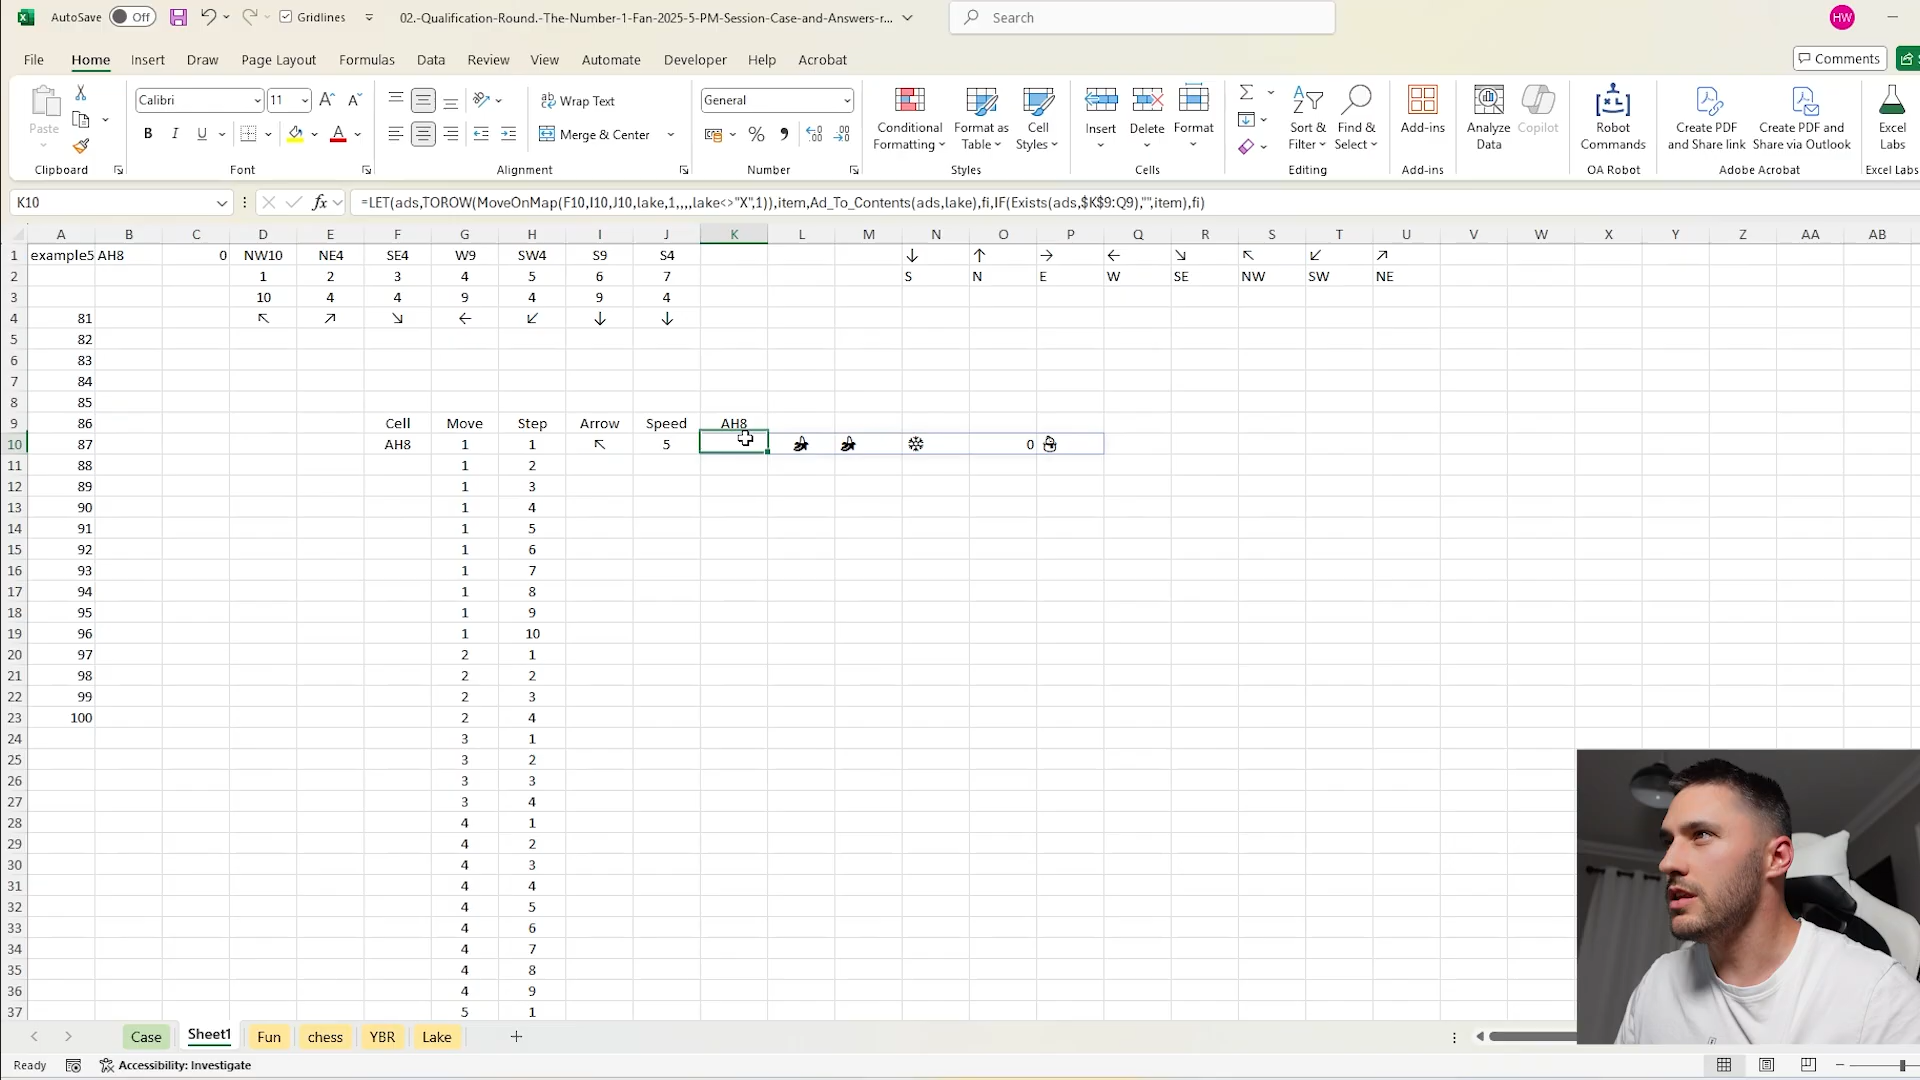 AutoSave Off Gridlines 02.-Qualification-Round.-The-Number-1-Fan-2025-5-PM-Session-Case-and-Answers-r... Search HW
File Home Insert Draw Page Layout Formulas Data Review View Automate Developer Help Acrobat Comments
Paste Calibri 11 Wrap Text Merge & Center General Conditional Formatting Format as Table Cell Styles Insert Delete Format Sort & Filter Find & Select Add-ins Analyze Data Copilot Robot Commands Create PDF and Share link Create PDF and Share via Outlook Excel Labs
Clipboard Font Alignment Number Styles Cells Editing Add-ins OA Robot Adobe Acrobat Excel Labs
K10 fx =LET(ads,TOROW(MoveOnMap(F10,I10,J10,lake,1,,,,lake<>"X",1)),item,Ad_To_Contents(ads,lake),fi,IF(Exists(ads,$K$9:Q9),"",item),fi)
A B C D E F G H I J K L M N O P Q R S T U V W X Y Z AA AB
1 example5 AH8 0 NW10 NE4 SE4 W9 SW4 S9 S4 ↓ ↑ → ← ↘ ↖ ↙ ↗
2 1 2 3 4 5 6 7 S N E W SE NW SW NE
3 10 4 4 9 4 9 4
4 81 ↖ ↗ ↘ ← ↙ ↓ ↓
5 82
6 83
7 84
8 85
9 86 Cell Move Step Arrow Speed AH8
10 87 AH8 1 1 ↖ 5 0
11 88 1 2
12 89 1 3
13 90 1 4
14 91 1 5
15 92 1 6
16 93 1 7
17 94 1 8
18 95 1 9
19 96 1 10
20 97 2 1
21 98 2 2
22 99 2 3
23 100 2 4
24 3 1
25 3 2
26 3 3
27 3 4
28 4 1
29 4 2
30 4 3
31 4 4
32 4 5
33 4 6
34 4 7
35 4 8
36 4 9
37 5 1
Case Sheet1 Fun chess YBR Lake
Ready Accessibility: Investigate